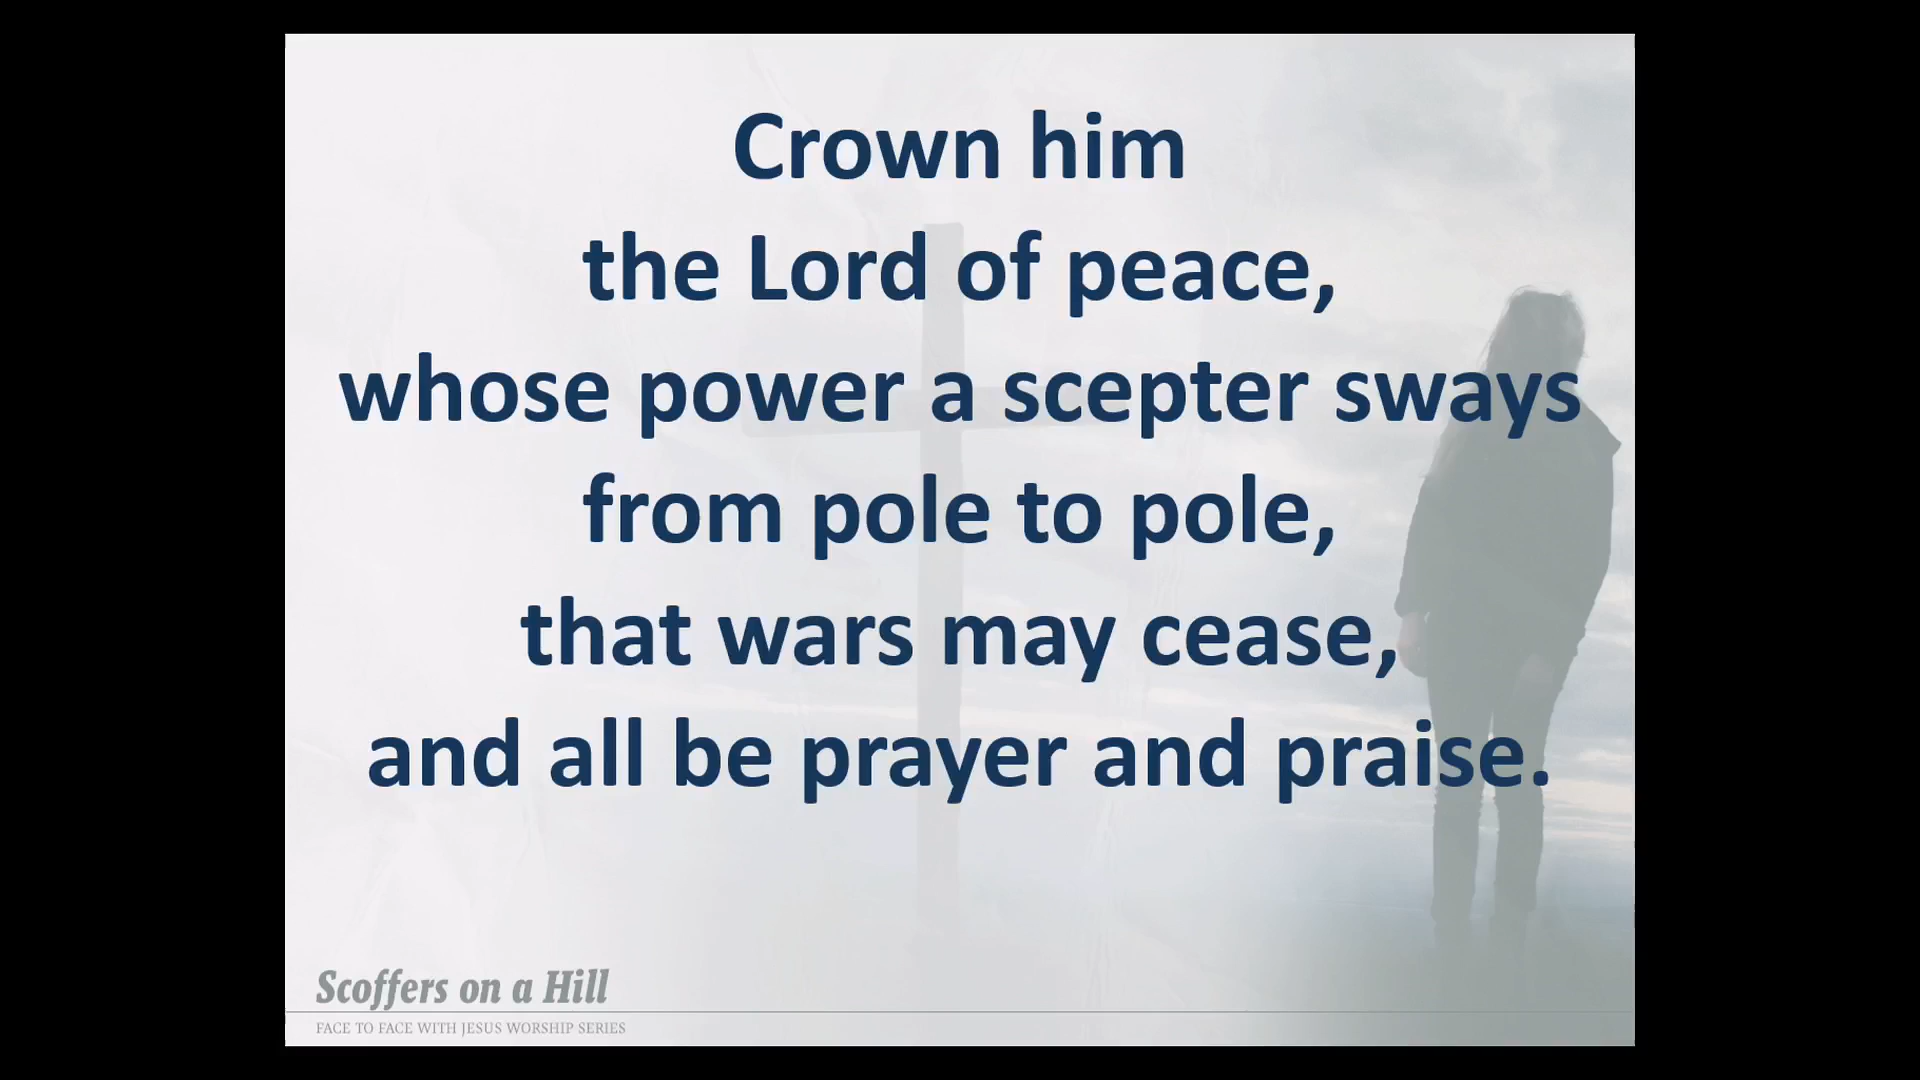 Crown him
the Lord of peace,
whose power a scepter sways
from pole to pole,
that wars may cease,
and all be prayer and praise.
Scoffers on a Hill
FACE TO FACE WITH JESUS WORSHIP SERIES